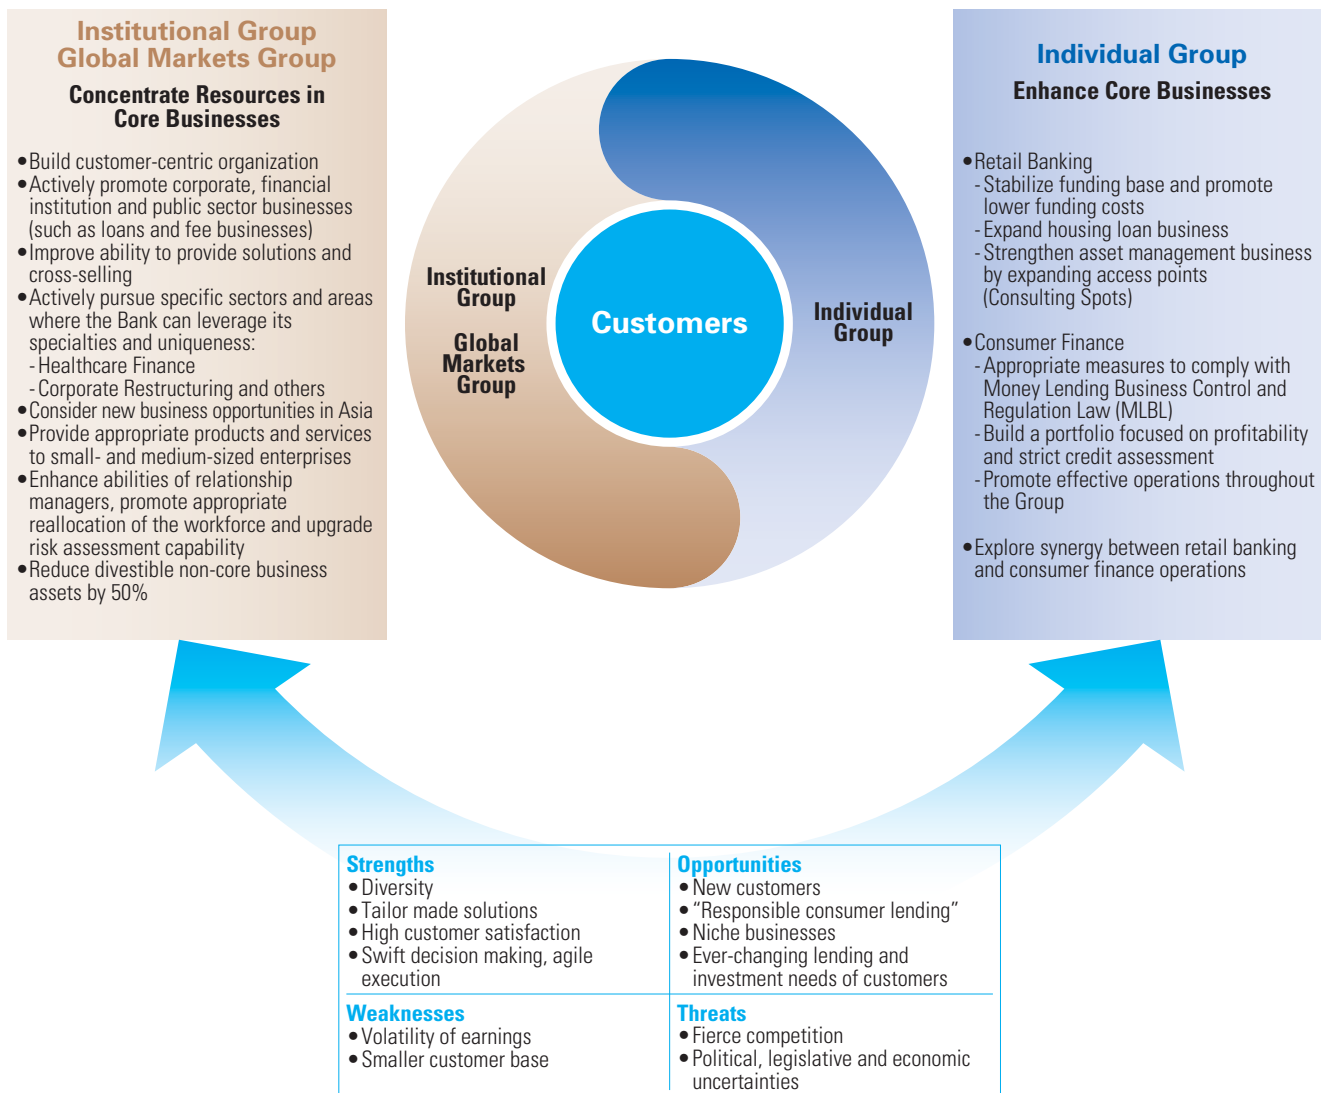 Institutional Group
Global Markets Group
Concentrate Resources in
Core Businesses
•Build customer-centric organization
•Actively promote corporate, financial
institution and public sector businesses
(such as loans and fee businesses)
•Improve ability to provide solutions and
cross-selling
•Actively pursue specific sectors and areas
where the Bank can leverage its
specialties and uniqueness:
- Healthcare Finance
- Corporate Restructuring and others
•Consider new business opportunities in Asia
•Provide appropriate products and services
to small- and medium-sized enterprises
•Enhance abilities of relationship
managers, promote appropriate
reallocation of the workforce and upgrade
risk assessment capability
•Reduce divestible non-core business
assets by 50%
Institutional
Group
Global
Markets
Group
Customers
Individual
Group
Individual Group
Enhance Core Businesses
•Retail Banking
- Stabilize funding base and promote
lower funding costs
- Expand housing loan business
- Strengthen asset management business
by expanding access points
(Consulting Spots)
•Consumer Finance
- Appropriate measures to comply with
Money Lending Business Control and
Regulation Law (MLBL)
- Build a portfolio focused on profitability
and strict credit assessment
- Promote effective operations throughout
the Group
•Explore synergy between retail banking
and consumer finance operations
Strengths
•Diversity
•Tailor made solutions
•High customer satisfaction
•Swift decision making, agile
execution
Opportunities
•New customers
•“Responsible consumer lending”
•Niche businesses
•Ever-changing lending and
investment needs of customers
Weaknesses
•Volatility of earnings
•Smaller customer base
Threats
•Fierce competition
•Political, legislative and economic
uncertainties